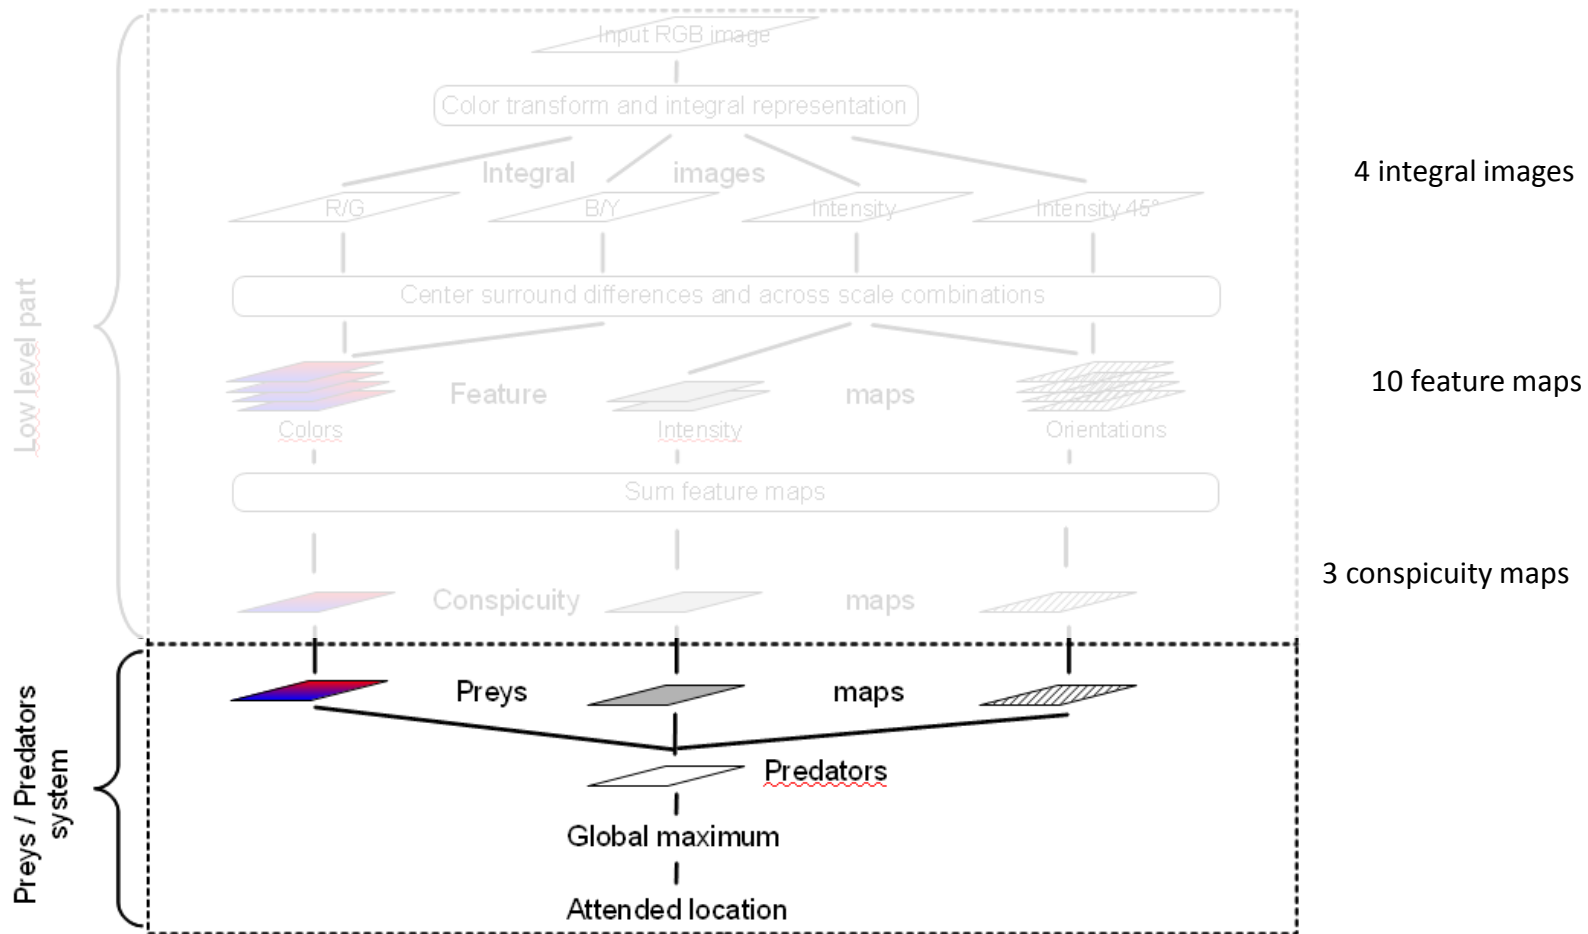 Input RGB image
Color transform and integral representation
Integral images
4 integral images
R/G B/Y Intensity Intensity 45°
Center surround differences and across scale combinations
Low level part
Feature maps
10 feature maps
Colors Intensity Orientations
Sum feature maps
3 conspicuity maps
Conspicuity maps
Preys / Predators
system
Preys maps
Predators
Global maximum
Attended location